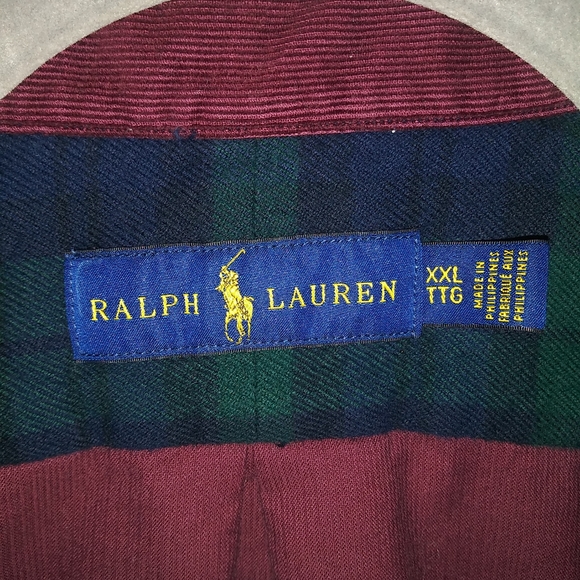 RALPH LAUREN
XXL
TTG
MADE IN
PHILIPPINES
FABRIQUÉ AUX
PHILIPPINES